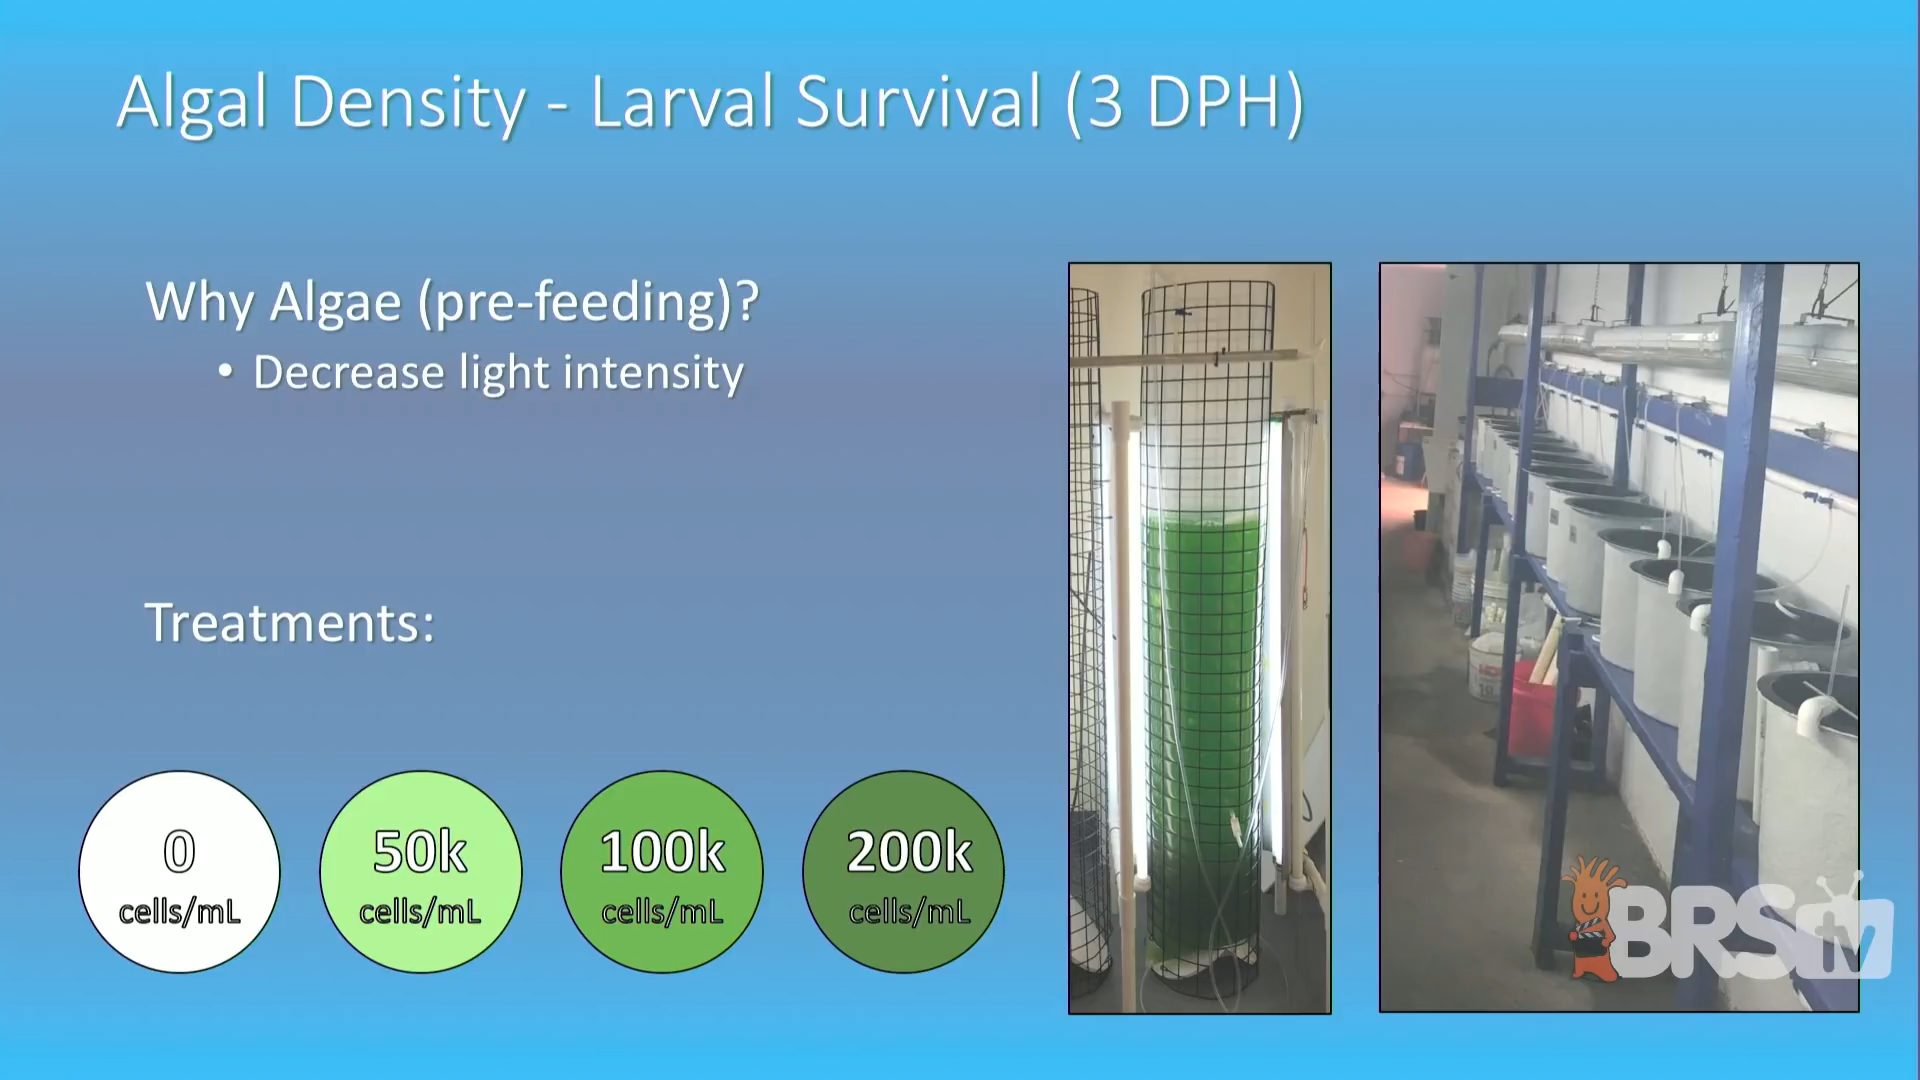 Algal Density - Larval Survival (3 DPH)
Why Algae (pre-feeding)?
• Decrease light intensity
Treatments:
0
cells/mL
50k
cells/mL
100k
cells/mL
200k
cells/mL
BRStv